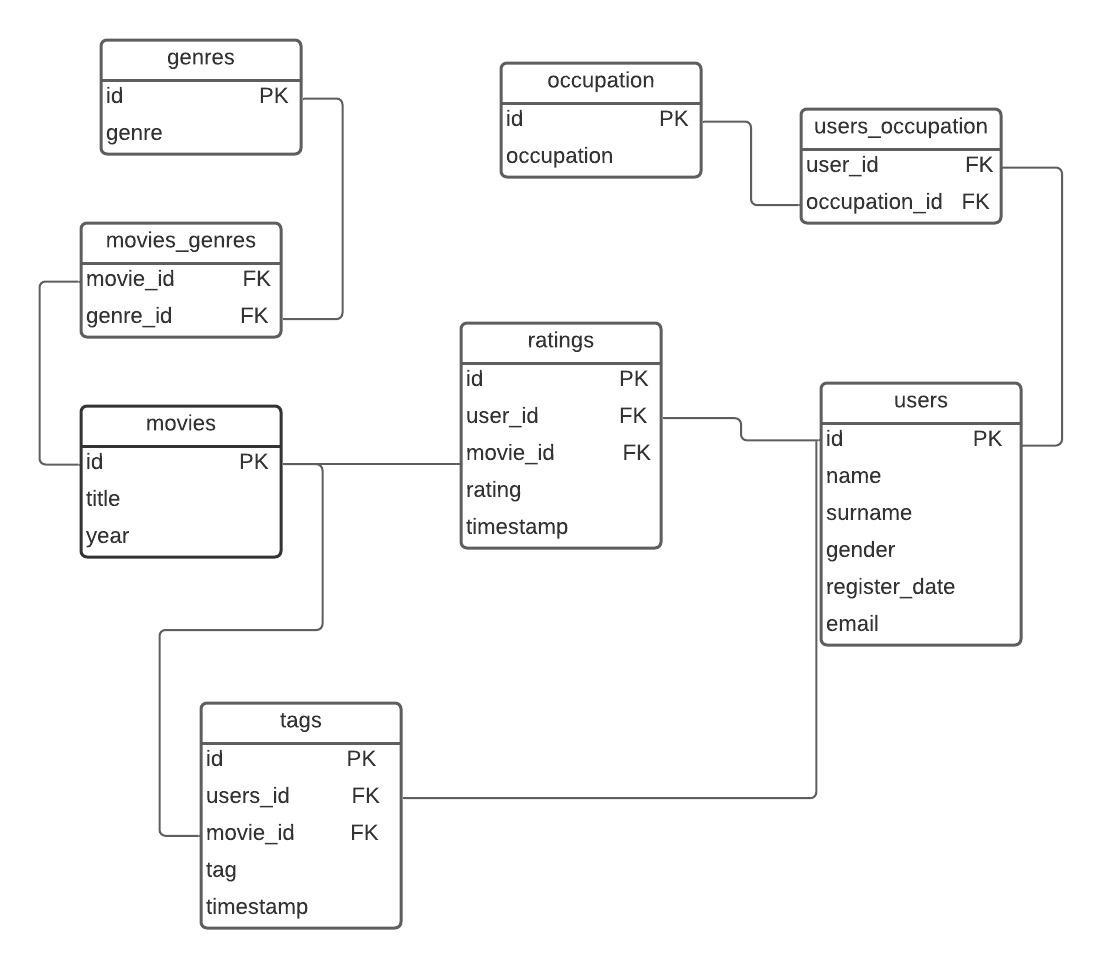 genres
id PK
genre
occupation
id PK
occupation
users_occupation
user_id FK
occupation_id FK
movies_genres
movie_id FK
genre_id FK
ratings
id PK
user_id FK
movie_id FK
rating
timestamp
users
id PK
name
surname
gender
register_date
email
movies
id PK
title
year
tags
id PK
users_id FK
movie_id FK
tag
timestamp